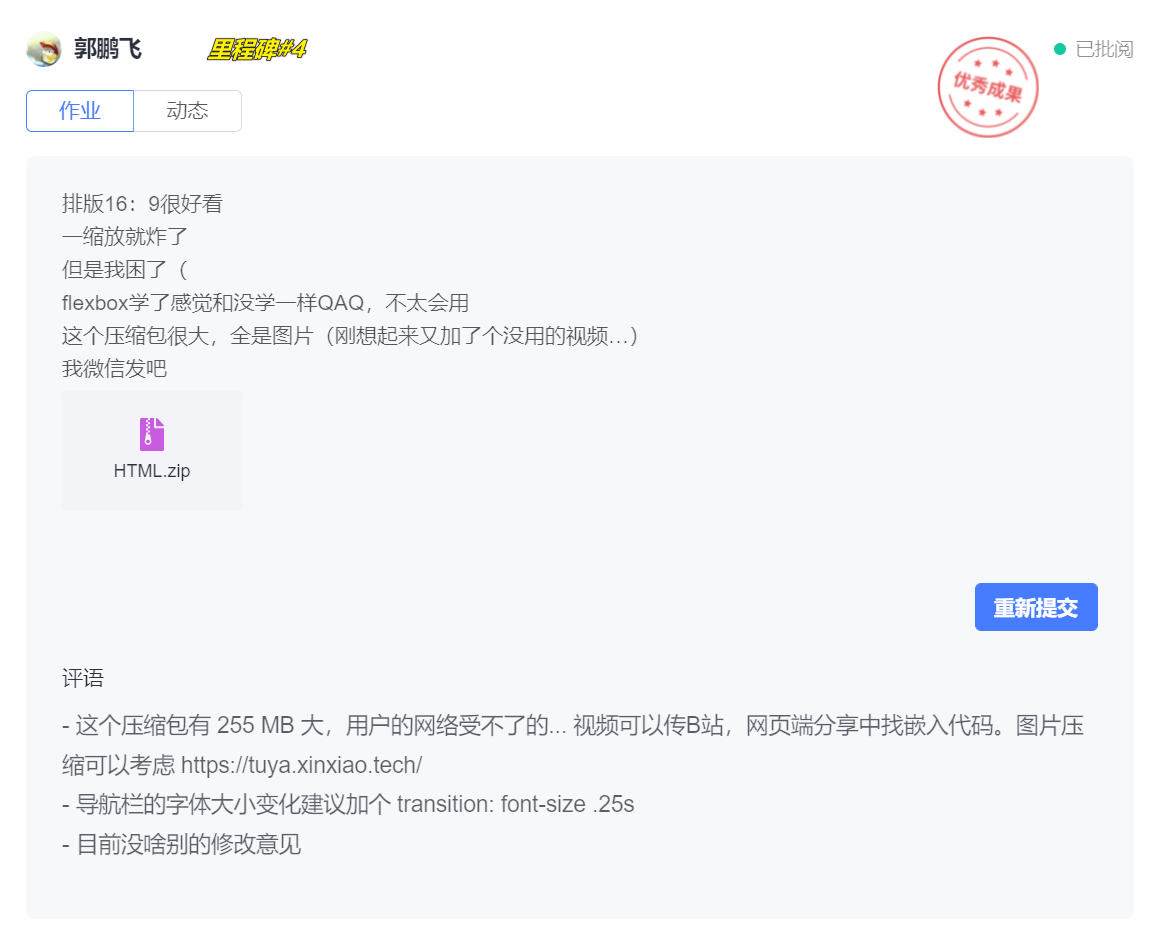 郭鹏飞
里程碑#4
优秀成果
已批阅
作业
动态
排版16：9很好看
一缩放就炸了
但是我困了（
flexbox学了感觉和没学一样QAQ，不太会用
这个压缩包很大，全是图片（刚想起来又加了个没用的视频…）
我微信发吧
HTML.zip
重新提交
评语
- 这个压缩包有 255 MB 大，用户的网络受不了的... 视频可以传B站，网页端分享中找嵌入代码。图片压
缩可以考虑 https://tuya.xinxiao.tech/
- 导航栏的字体大小变化建议加个 transition: font-size .25s
- 目前没啥别的修改意见